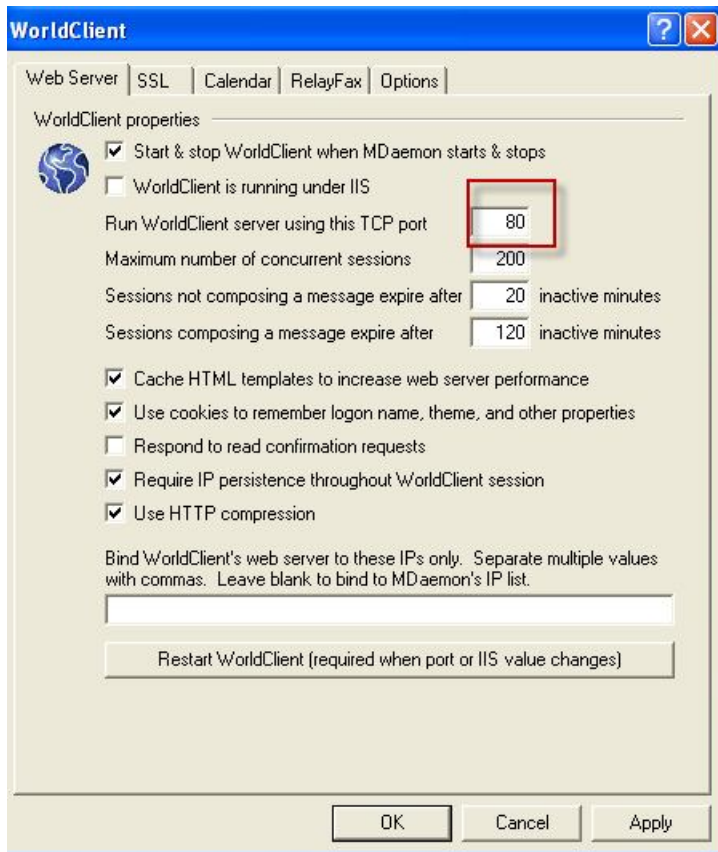 WorldClient
Web Server SSL Calendar RelayFax Options
WorldClient properties
Start & stop WorldClient when MDaemon starts & stops
WorldClient is running under IIS
Run WorldClient server using this TCP port 80
Maximum number of concurrent sessions 200
Sessions not composing a message expire after 20 inactive minutes
Sessions composing a message expire after 120 inactive minutes
Cache HTML templates to increase web server performance
Use cookies to remember logon name, theme, and other properties
Respond to read confirmation requests
Require IP persistence throughout WorldClient session
Use HTTP compression
Bind WorldClient's web server to these IPs only. Separate multiple values
with commas. Leave blank to bind to MDaemon's IP list.
Restart WorldClient (required when port or IIS value changes)
OK Cancel Apply